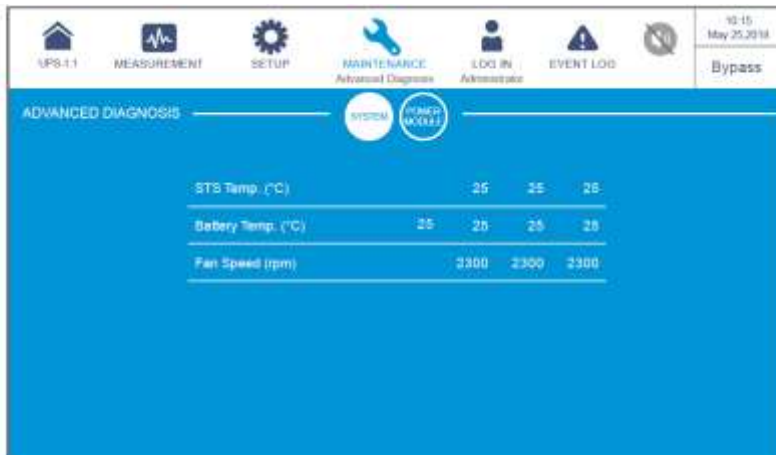 10:15
May 25,2018
UPS-1.1
MEASUREMENT
SETUP
MAINTENANCE
Advanced Diagnosis
LOG IN
Administrator
EVENT LOG
Bypass
ADVANCED DIAGNOSIS
SYSTEM
POWER
MODULE
STS Temp. (°C) 25 25 25
Battery Temp. (°C) 25 25 25 25
Fan Speed (rpm) 2300 2300 2300